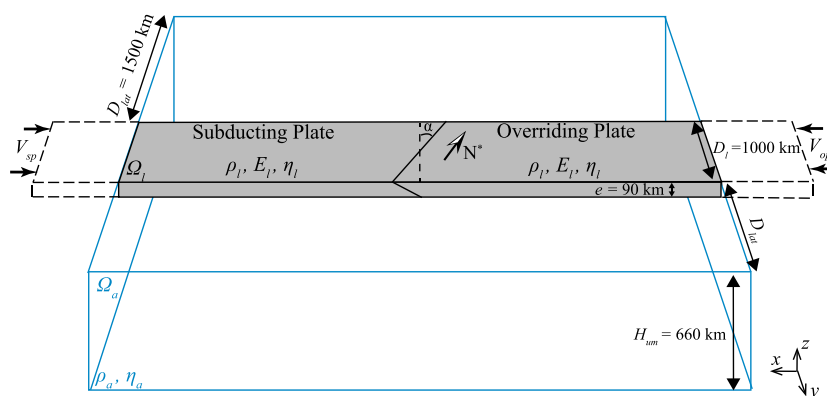 D_lat = 1500 km
Subducting Plate
α
Overriding Plate
V_sp
V_op
N*
D_l = 1000 km
Ω_l
ρ_l, E_l, η_l
ρ_l, E_l, η_l
e = 90 km
D_lat
Ω_a
H_um = 660 km
ρ_a, η_a
x
z
y